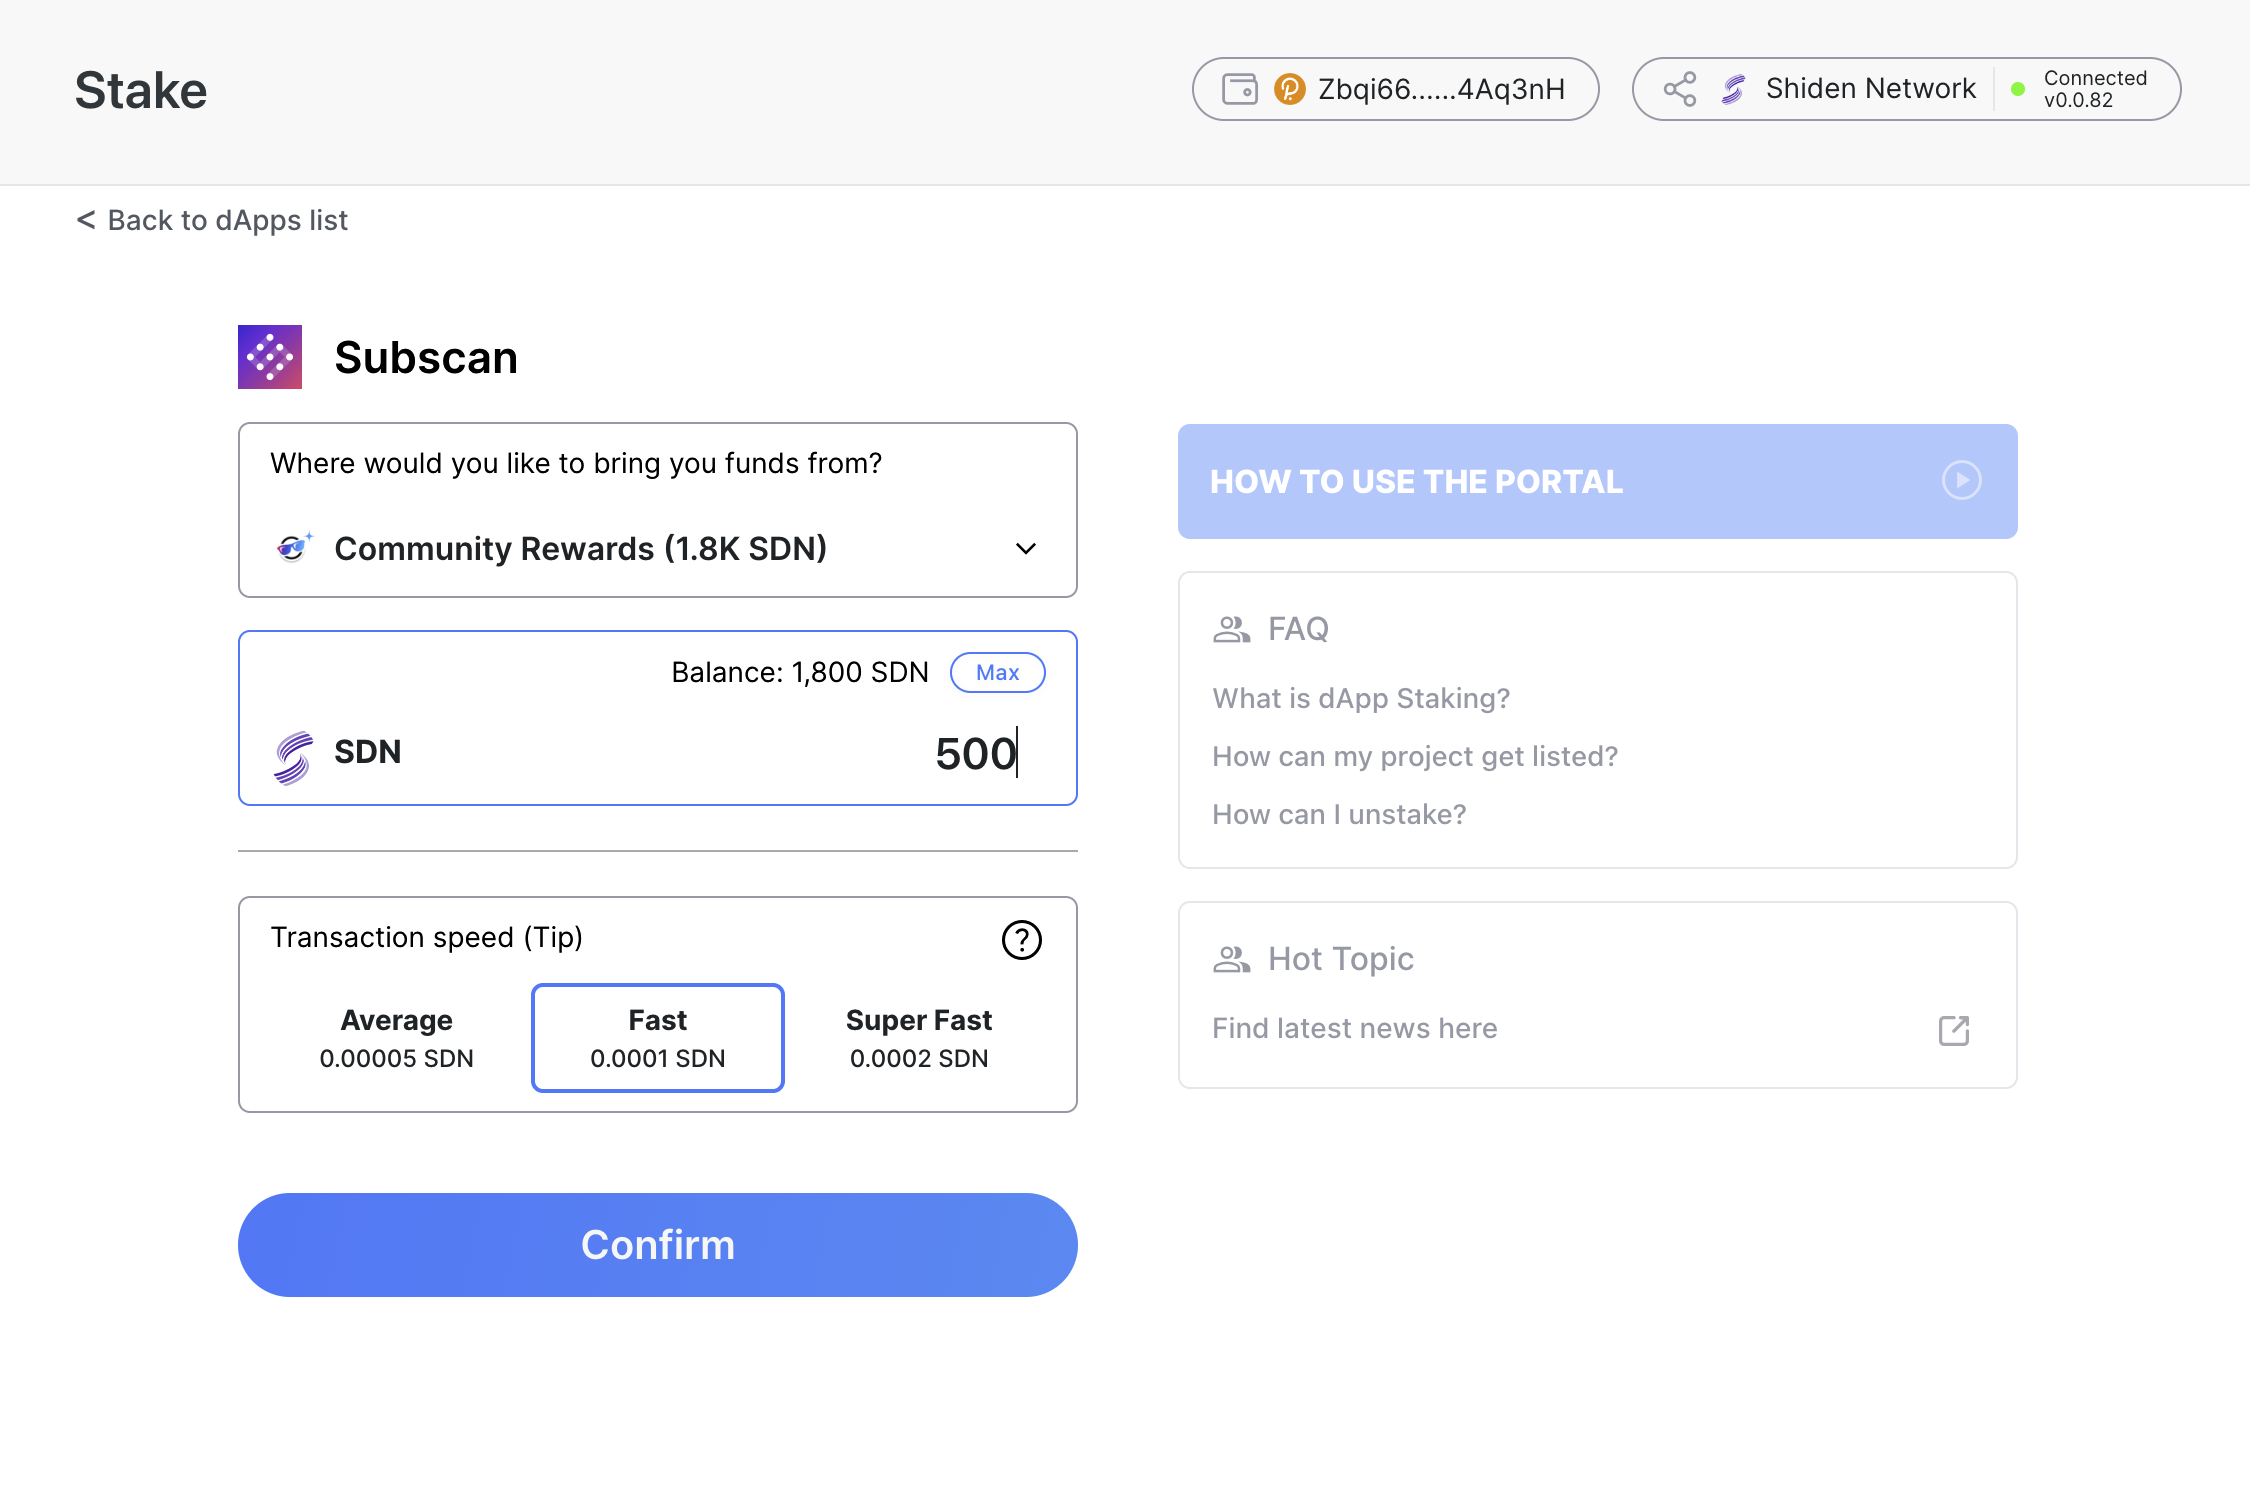 Stake
Zbqi66......4Aq3nH
Shiden Network
Connected
v0.0.82
< Back to dApps list
Subscan
Where would you like to bring you funds from?
Community Rewards (1.8K SDN)
Balance: 1,800 SDN
Max
SDN
500
Transaction speed (Tip)
?
Average
0.00005 SDN
Fast
0.0001 SDN
Super Fast
0.0002 SDN
Confirm
HOW TO USE THE PORTAL
FAQ
What is dApp Staking?
How can my project get listed?
How can I unstake?
Hot Topic
Find latest news here